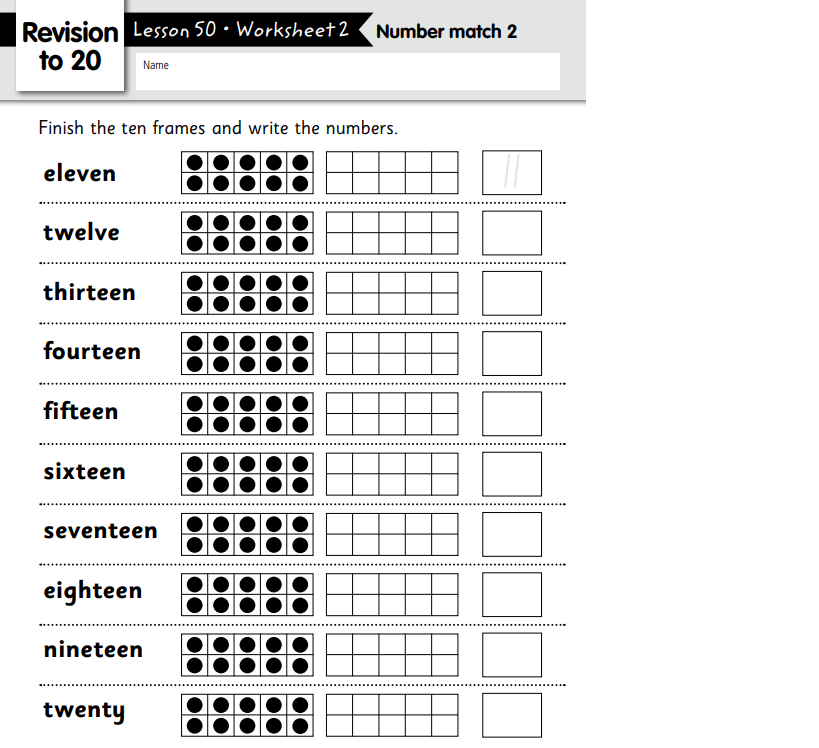 Revision
to 20
Lesson 50 • Worksheet 2
Number match 2
Name
Finish the ten frames and write the numbers.
eleven
11
twelve
thirteen
fourteen
fifteen
sixteen
seventeen
eighteen
nineteen
twenty